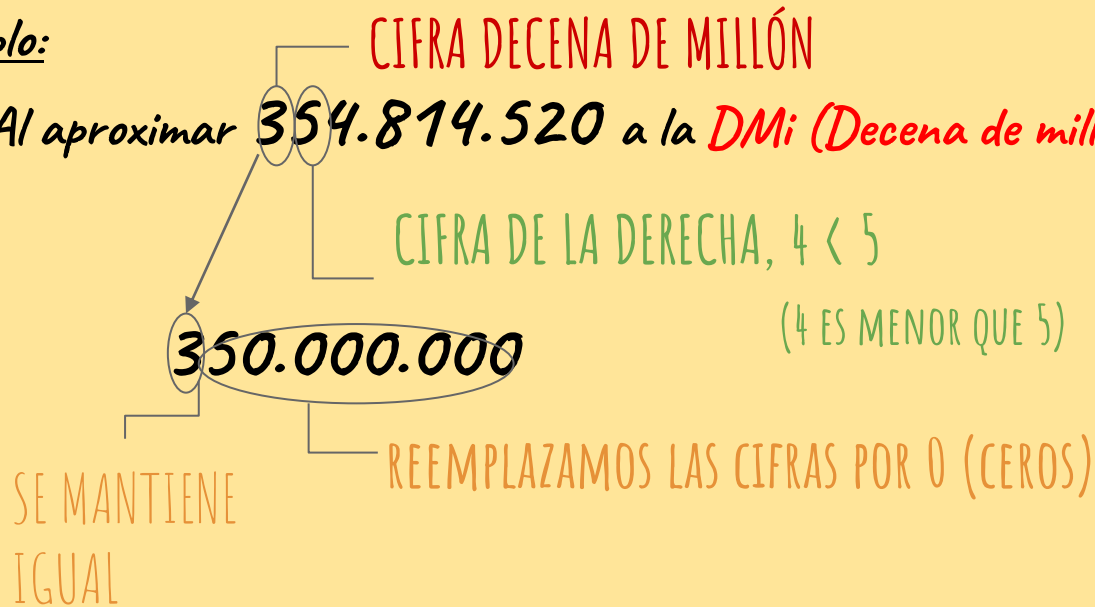 plo:
CIFRA DECENA DE MILLÓN
Al aproximar 354.814.520 a la DMi (Decena de mill
CIFRA DE LA DERECHA, 4 < 5
(4 ES MENOR QUE 5)
350.000.000
REEMPLAZAMOS LAS CIFRAS POR 0 (CEROS)
SE MANTIENE
IGUAL